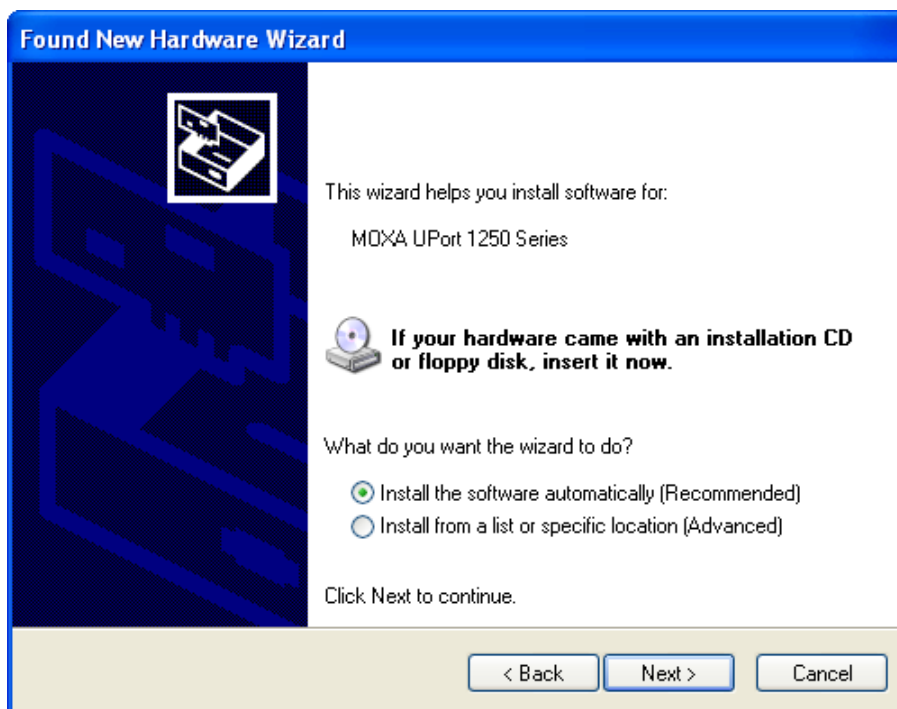 Found New Hardware Wizard
This wizard helps you install software for:
MOXA UPort 1250 Series
If your hardware came with an installation CD
or floppy disk, insert it now.
What do you want the wizard to do?
Install the software automatically (Recommended)
Install from a list or specific location (Advanced)
Click Next to continue.
< Back Next > Cancel